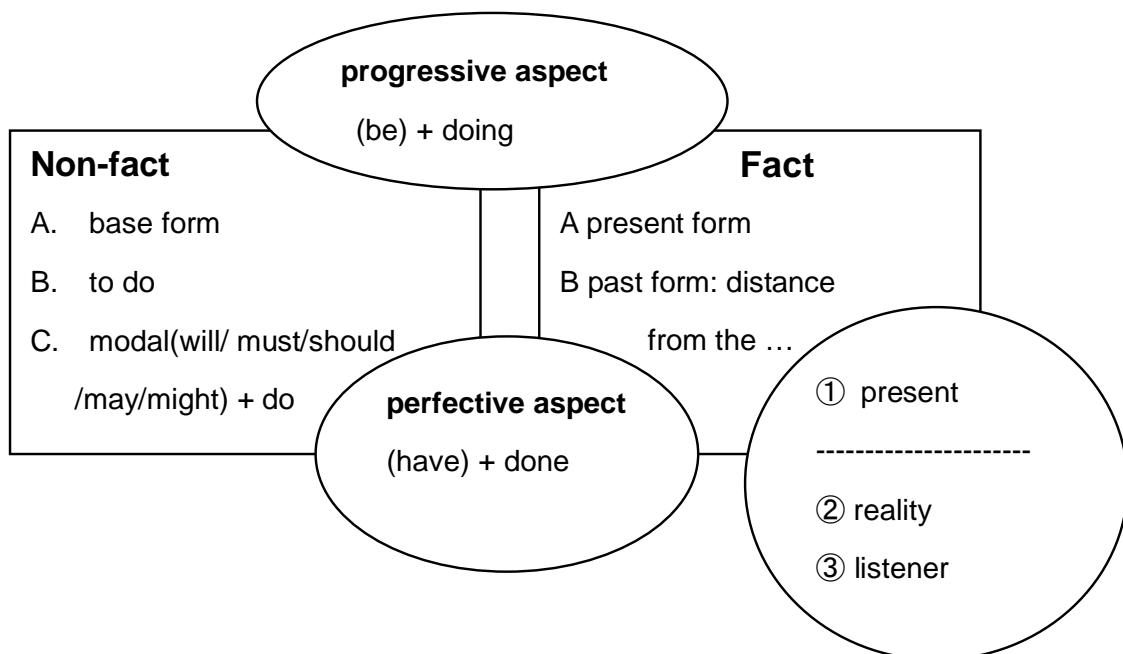 progressive aspect
(be) + doing
Non-fact
A. base form
B. to do
C. modal(will/ must/should
/may/might) + do
Fact
A present form
B past form: distance
from the …
perfective aspect
(have) + done
① present
----------------------
② reality
③ listener